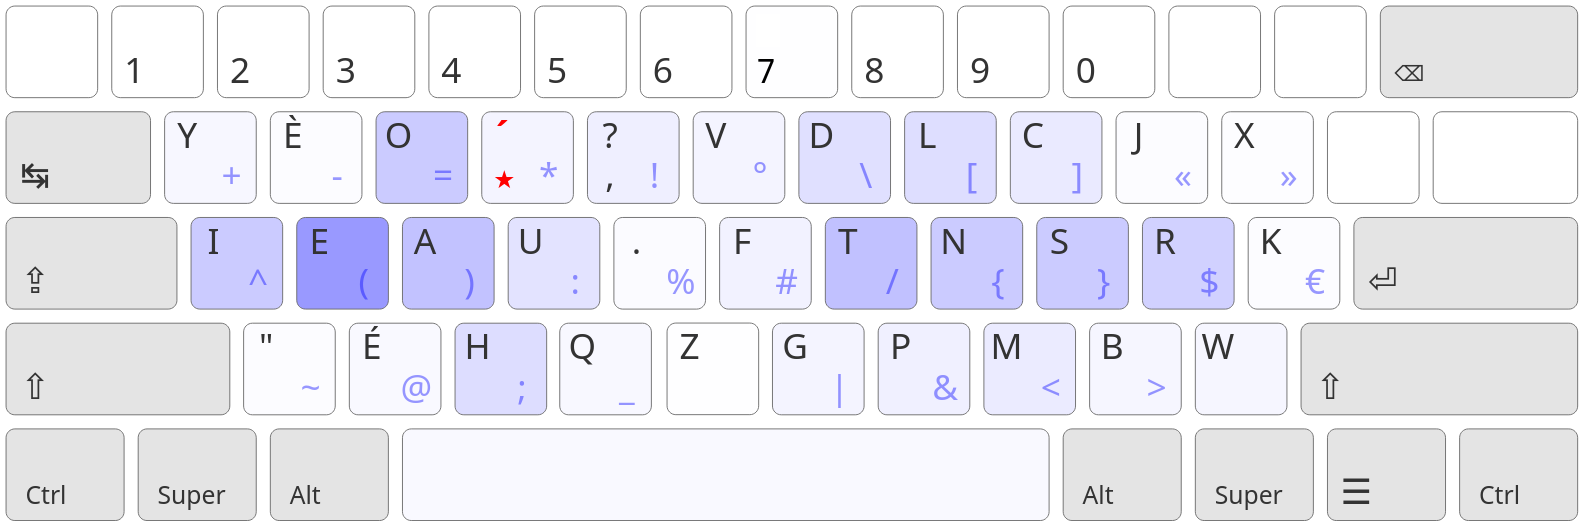 1 2 3 4 5 6 7 8 9 0 ⌫
↹ Y + È - O = ´ ★ * ? , ! V ° D \ L [ C ] J « X »
⇪ I ^ E ( A ) U : . % F # T / N { S } R $ K € ⏎
⇧ " ~ É @ H ; Q _ Z G | P & M < B > W ⇧
Ctrl Super Alt Alt Super ☰ Ctrl